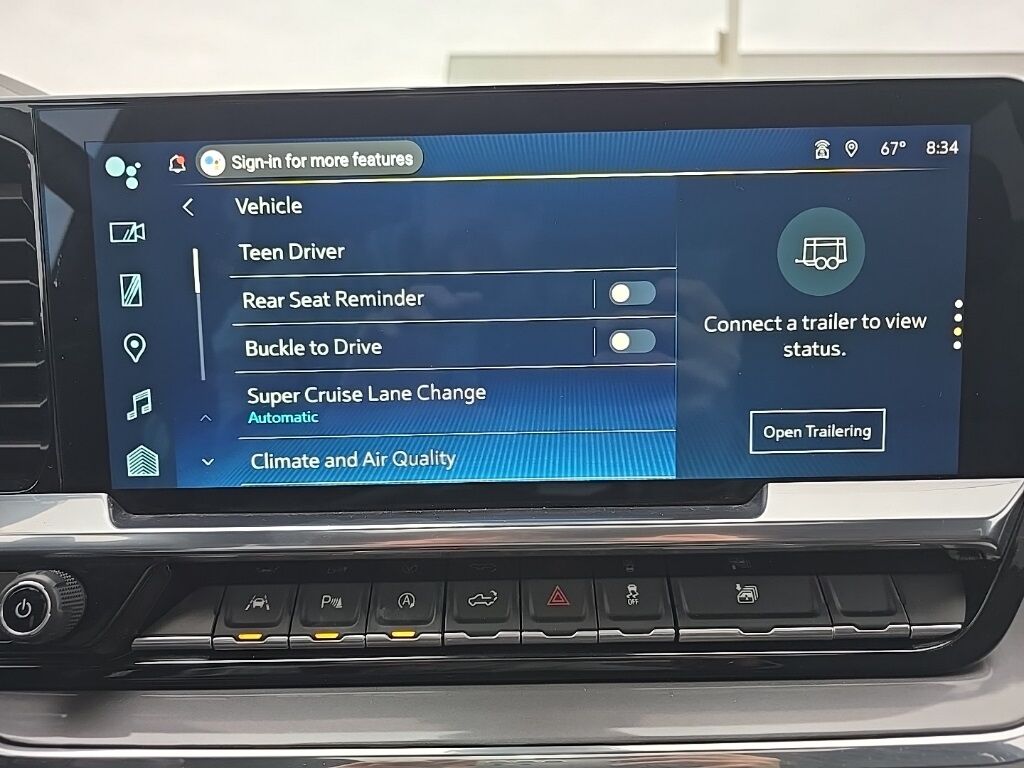 Sign-in for more features
67° 8:34
Vehicle
Teen Driver
Rear Seat Reminder
Buckle to Drive
Super Cruise Lane Change
Automatic
Climate and Air Quality
Connect a trailer to view
status.
Open Trailering
P
A
OFF